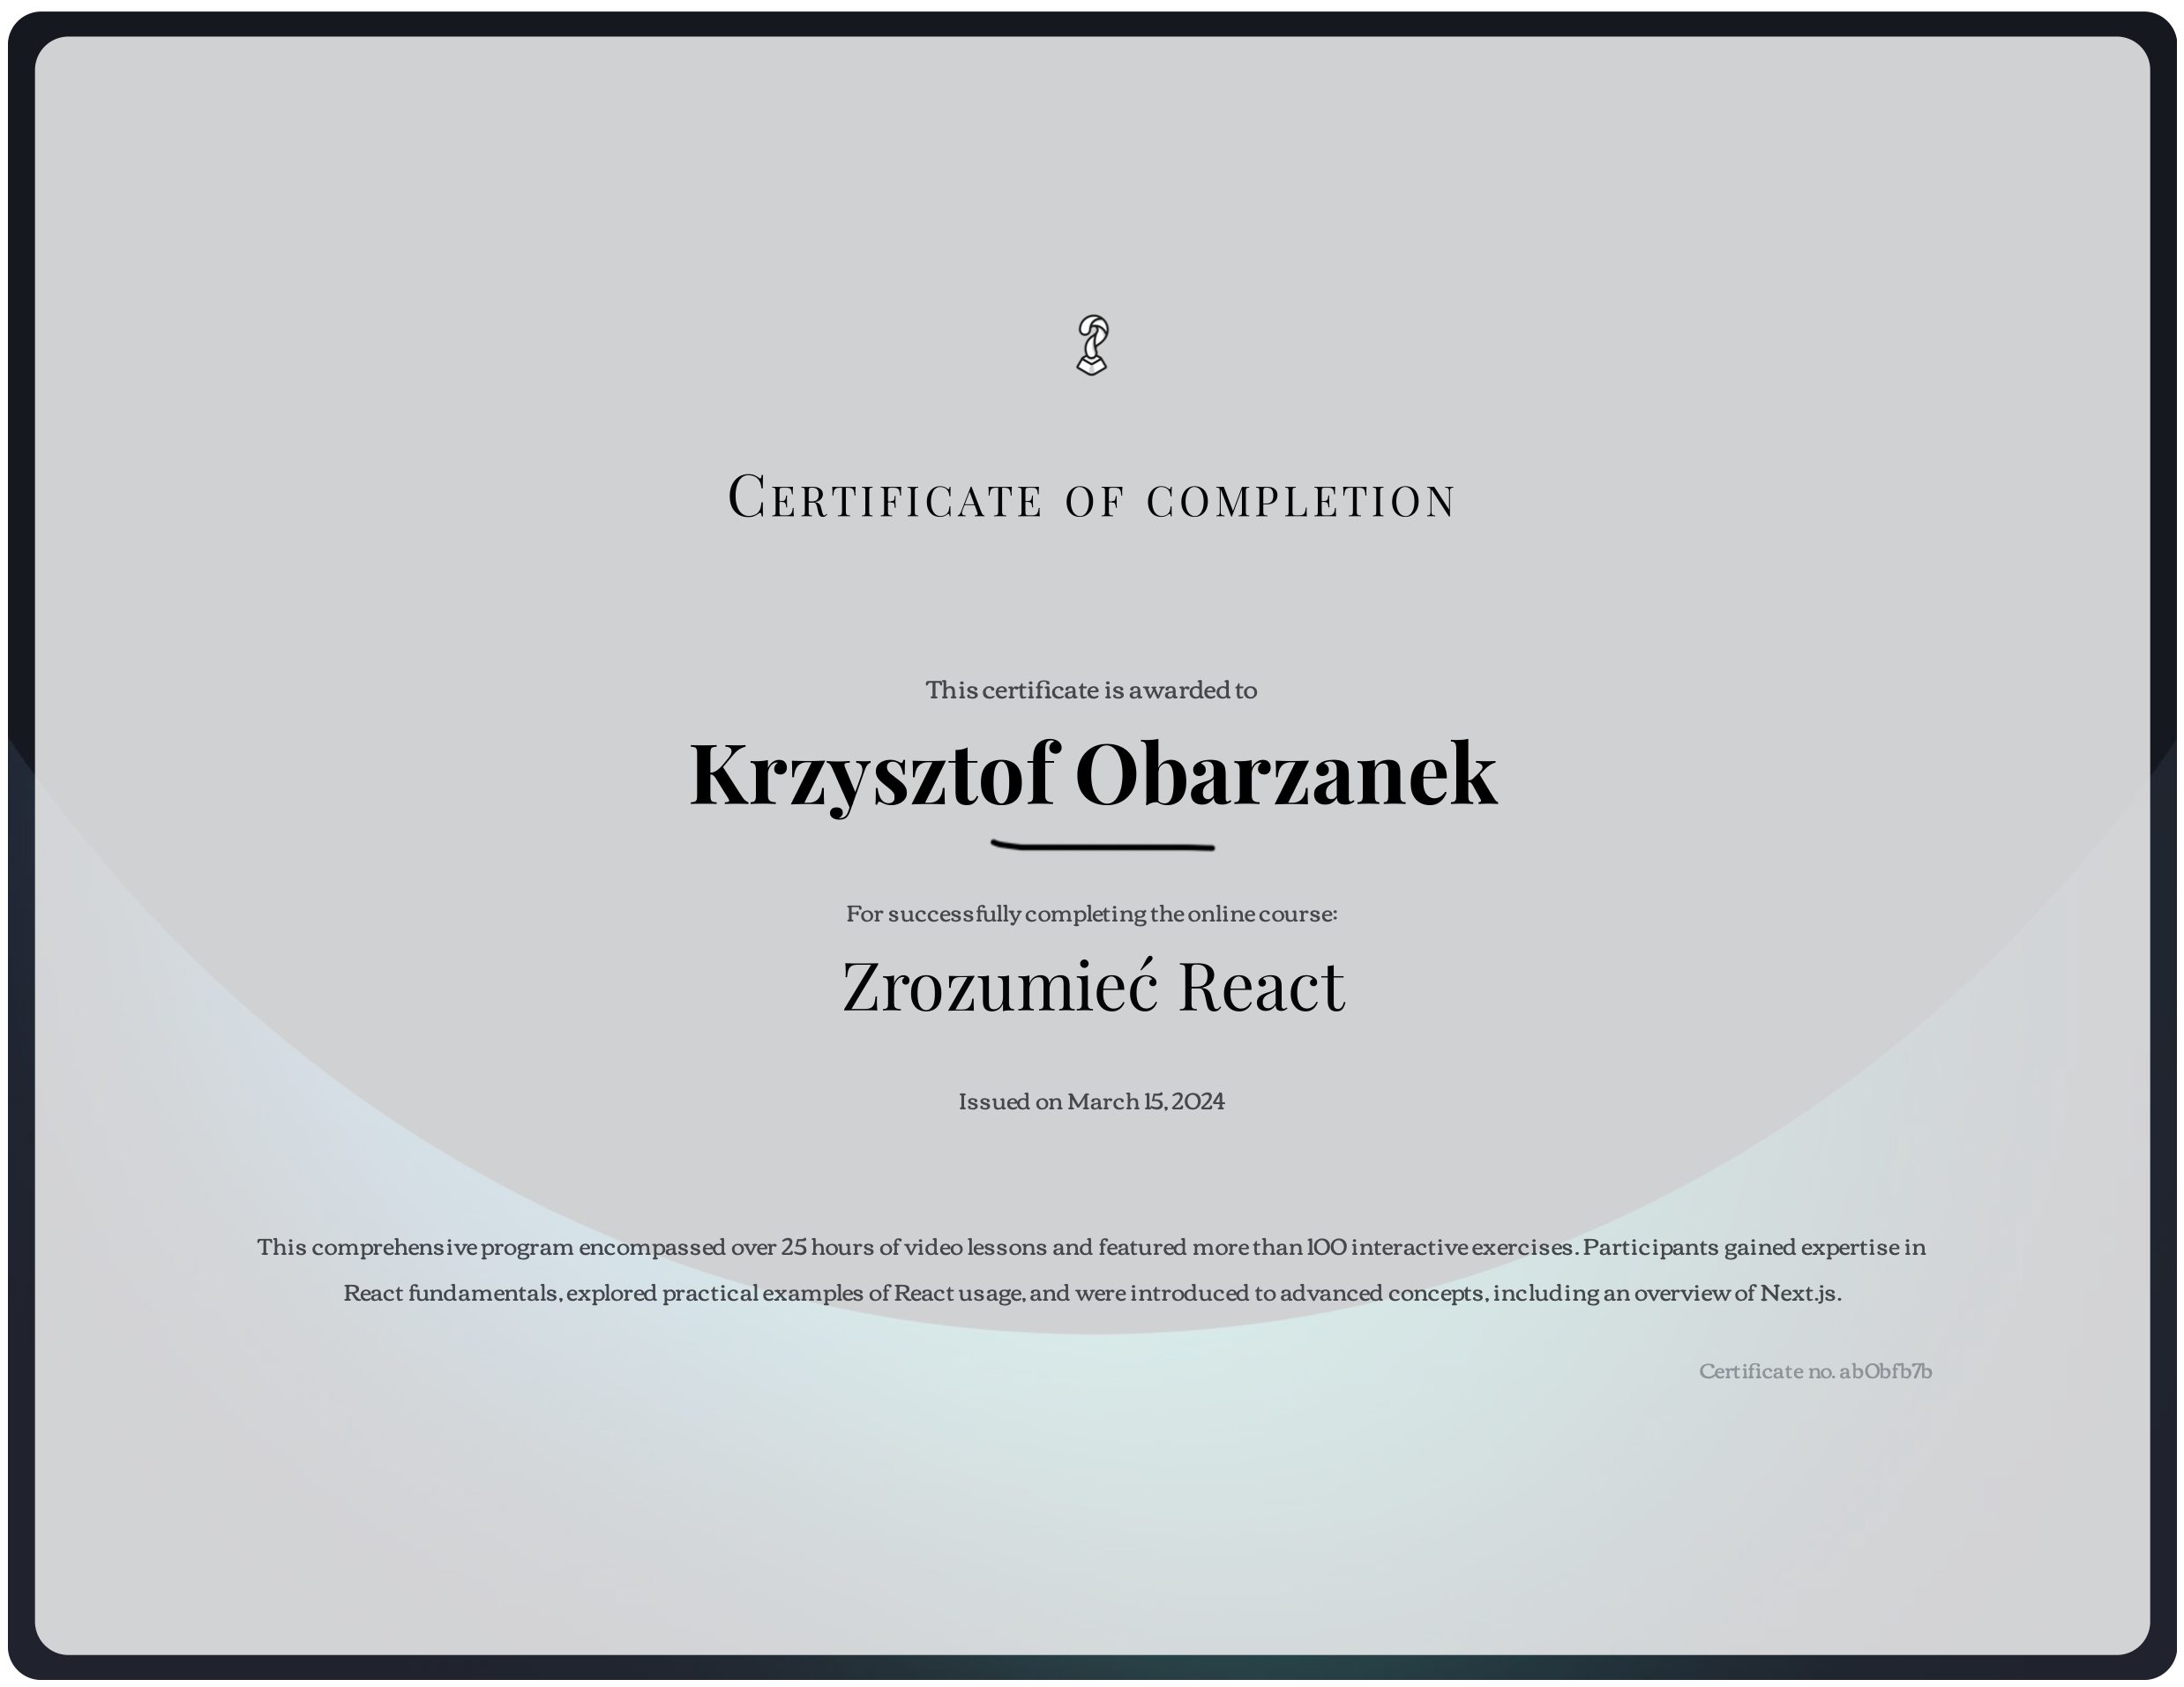 Certificate of completion
This certificate is awarded to
Krzysztof Obarzanek
For successfully completing the online course:
Zrozumieć React
Issued on March 15, 2024
This comprehensive program encompassed over 25 hours of video lessons and featured more than 100 interactive exercises. Participants gained expertise in
React fundamentals, explored practical examples of React usage, and were introduced to advanced concepts, including an overview of Next.js.
Certificate no. ab0bfb7b